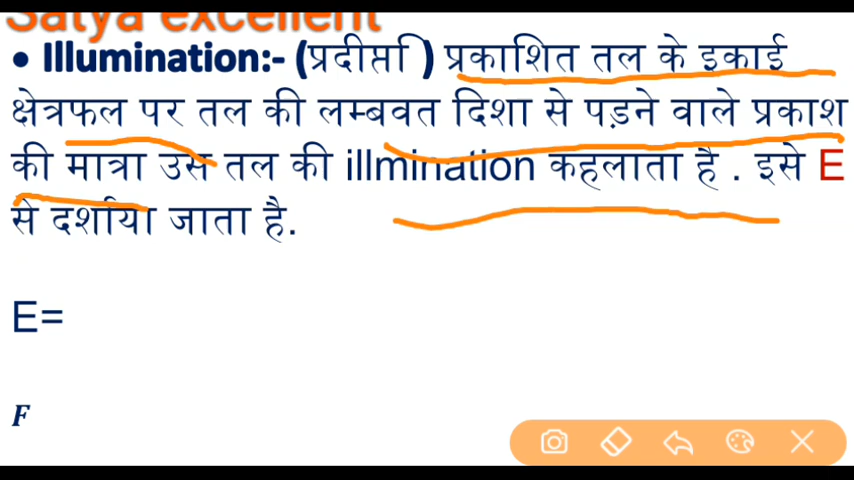 Satya excellent
• Illumination:- (प्रदीप्ति ) प्रकाशित तल के इकाई
क्षेत्रफल पर तल की लम्बवत दिशा से पड़ने वाले प्रकाश
की मात्रा उस तल की illmination कहलाता है . इसे E
से दर्शाया जाता है.
E=
F